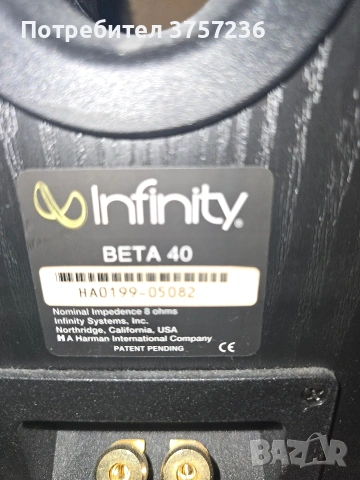 Потребител 3757236
Infinity®
BETA 40
HA0199-05082
Nominal Impedence 8 ohms
Infinity Systems, Inc.
Northridge, California, USA
H A Harman International Company
PATENT PENDING
CE
BAZAR